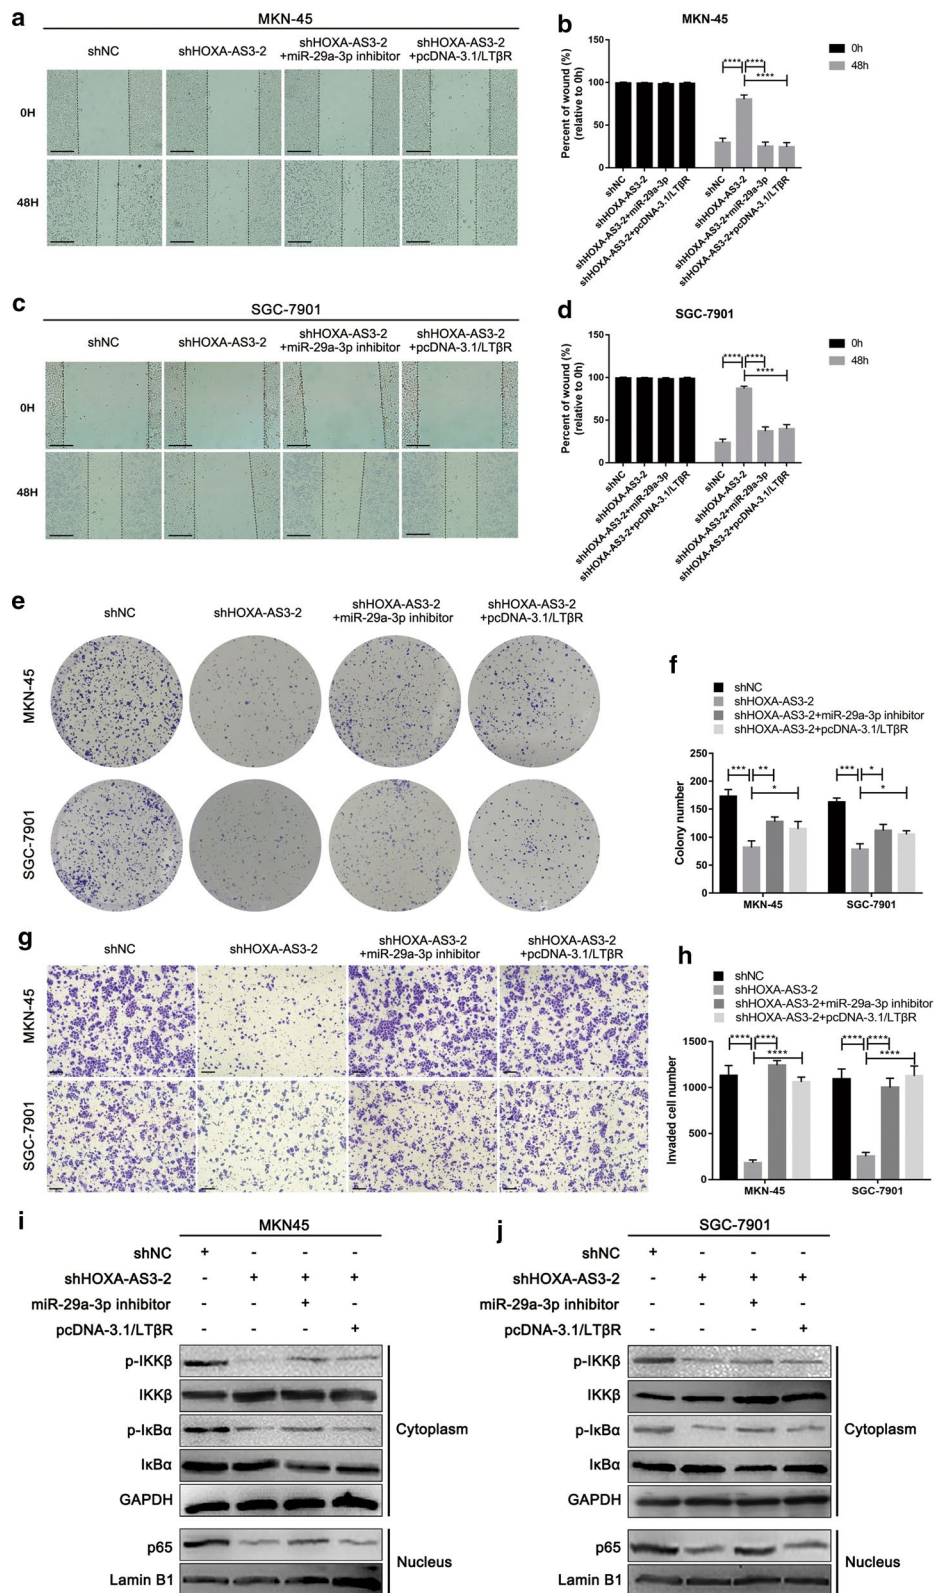 a
MKN-45
shNC
shHOXA-AS3-2
shHOXA-AS3-2
+miR-29a-3p inhibitor
shHOXA-AS3-2
+pcDNA-3.1/LTβR
0H
48H
b
MKN-45
Percent of wound (%)
(relative to 0h)
150
100
50
0
0h
48h
****
****
****
shNC
shHOXA-AS3-2
shHOXA-AS3-2+miR-29a-3p
shHOXA-AS3-2+pcDNA-3.1/LTβR
shNC
shHOXA-AS3-2
shHOXA-AS3-2+miR-29a-3p
shHOXA-AS3-2+pcDNA-3.1/LTβR
c
SGC-7901
shNC
shHOXA-AS3-2
shHOXA-AS3-2
+miR-29a-3p inhibitor
shHOXA-AS3-2
+pcDNA-3.1/LTβR
0H
48H
d
SGC-7901
Percent of wound (%)
(relative to 0h)
150
100
50
0
0h
48h
****
****
****
shNC
shHOXA-AS3-2
shHOXA-AS3-2+miR-29a-3p
shHOXA-AS3-2+pcDNA-3.1/LTβR
shNC
shHOXA-AS3-2
shHOXA-AS3-2+miR-29a-3p
shHOXA-AS3-2+pcDNA-3.1/LTβR
e
shNC
shHOXA-AS3-2
shHOXA-AS3-2
+miR-29a-3p inhibitor
shHOXA-AS3-2
+pcDNA-3.1/LTβR
MKN-45
SGC-7901
f
shNC
shHOXA-AS3-2
shHOXA-AS3-2+miR-29a-3p inhibitor
shHOXA-AS3-2+pcDNA-3.1/LTβR
Colony number
250
200
150
100
50
0
***
**
*
***
*
*
MKN-45
SGC-7901
g
shNC
shHOXA-AS3-2
shHOXA-AS3-2
+miR-29a-3p inhibitor
shHOXA-AS3-2
+pcDNA-3.1/LTβR
MKN-45
SGC-7901
h
shNC
shHOXA-AS3-2
shHOXA-AS3-2+miR-29a-3p inhibitor
shHOXA-AS3-2+pcDNA-3.1/LTβR
Invaded cell number
1500
1000
500
0
****
****
****
****
****
****
MKN-45
SGC-7901
i
MKN45
shNC + - - -
shHOXA-AS3-2 - + + +
miR-29a-3p inhibitor - - + -
pcDNA-3.1/LTβR - - - +
p-IKKβ
IKKβ
p-IκBα
IκBα
GAPDH
Cytoplasm
p65
Lamin B1
Nucleus
j
SGC-7901
shNC + - - -
shHOXA-AS3-2 - + + +
miR-29a-3p inhibitor - - + -
pcDNA-3.1/LTβR - - - +
p-IKKβ
IKKβ
p-IκBα
IκBα
GAPDH
Cytoplasm
p65
Lamin B1
Nucleus